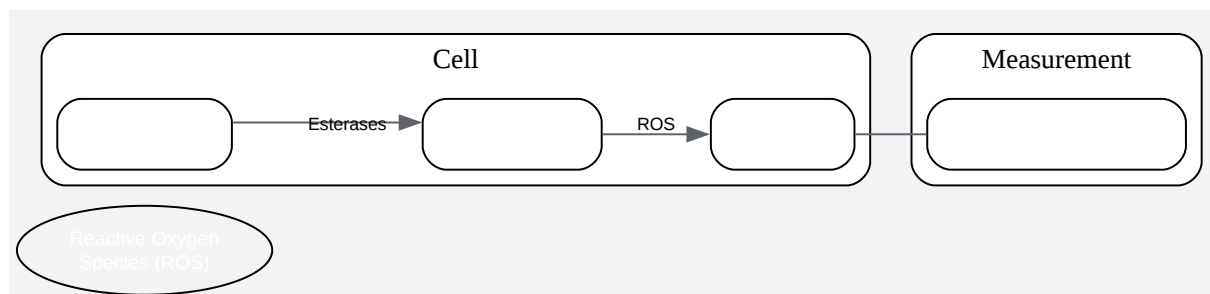 Cell
Measurement
Esterases
ROS
Reactive Oxygen
Species (ROS)